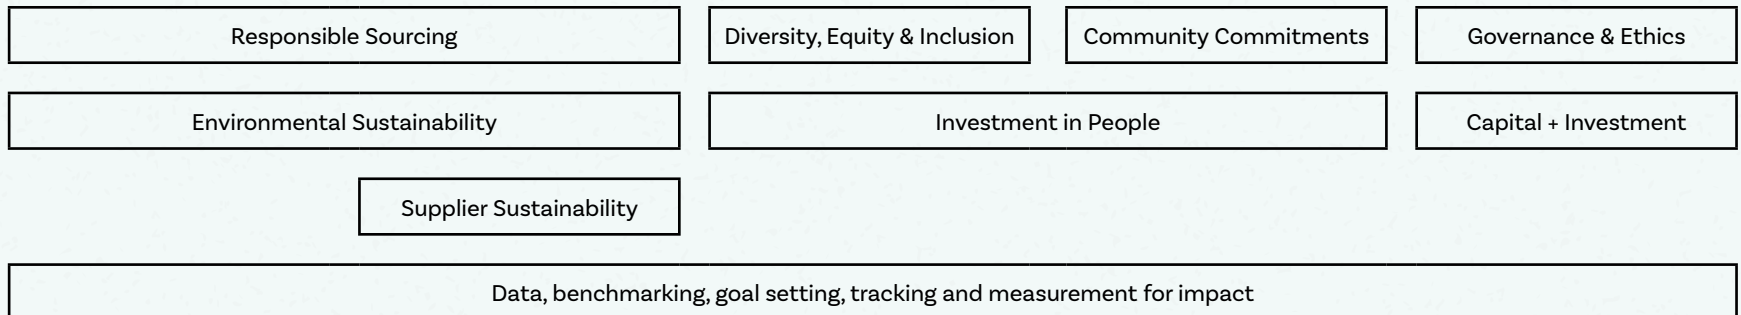 Responsible Sourcing
Diversity, Equity & Inclusion
Community Commitments
Governance & Ethics
Environmental Sustainability
Investment in People
Capital + Investment
Supplier Sustainability
Data, benchmarking, goal setting, tracking and measurement for impact